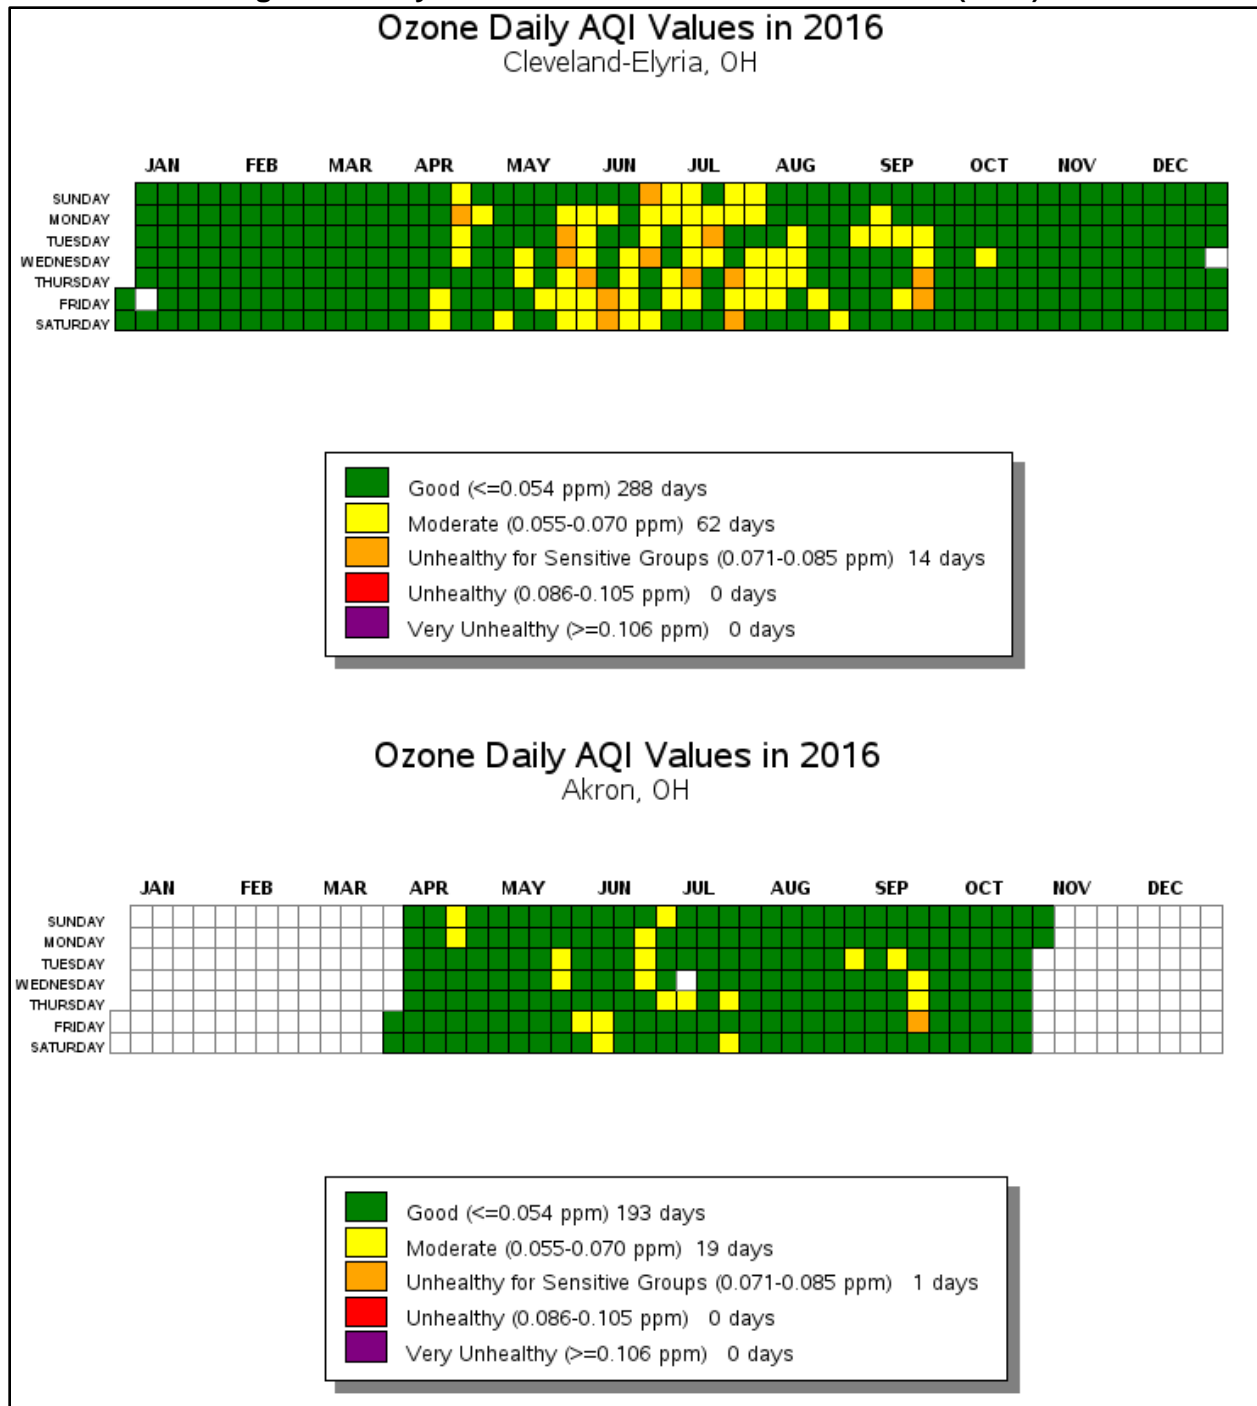 Ozone Daily AQI Values in 2016
Cleveland-Elyria, OH
JAN FEB MAR APR MAY JUN JUL AUG SEP OCT NOV DEC
SUNDAY
MONDAY
TUESDAY
WEDNESDAY
THURSDAY
FRIDAY
SATURDAY
Good (<=0.054 ppm) 288 days
Moderate (0.055-0.070 ppm) 62 days
Unhealthy for Sensitive Groups (0.071-0.085 ppm) 14 days
Unhealthy (0.086-0.105 ppm) 0 days
Very Unhealthy (>=0.106 ppm) 0 days
Ozone Daily AQI Values in 2016
Akron, OH
JAN FEB MAR APR MAY JUN JUL AUG SEP OCT NOV DEC
SUNDAY
MONDAY
TUESDAY
WEDNESDAY
THURSDAY
FRIDAY
SATURDAY
Good (<=0.054 ppm) 193 days
Moderate (0.055-0.070 ppm) 19 days
Unhealthy for Sensitive Groups (0.071-0.085 ppm) 1 days
Unhealthy (0.086-0.105 ppm) 0 days
Very Unhealthy (>=0.106 ppm) 0 days